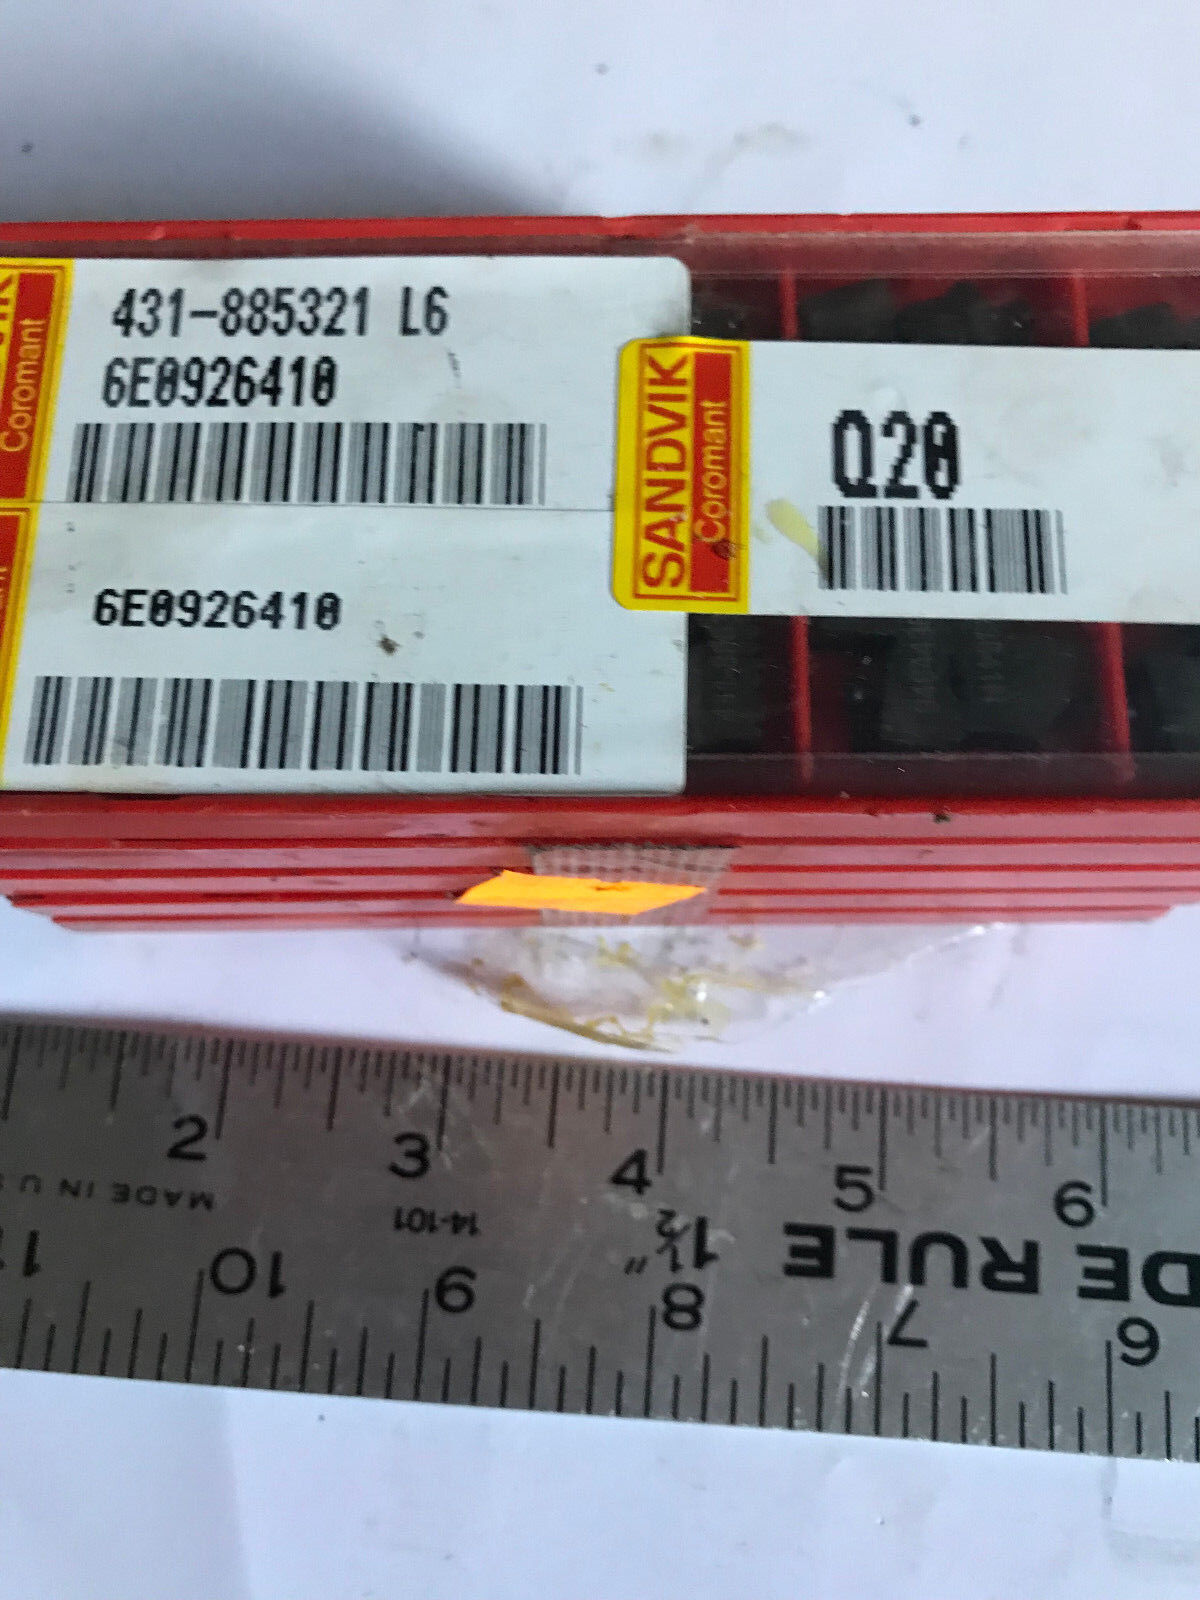 Coromant
431-885321 L6
6E0926410
6E0926410
SANDVIK
Coromant
Q20
2 3 4 5 6
MADE IN U.S
14-101
1½"
DE RULE
10 9 8 7 6